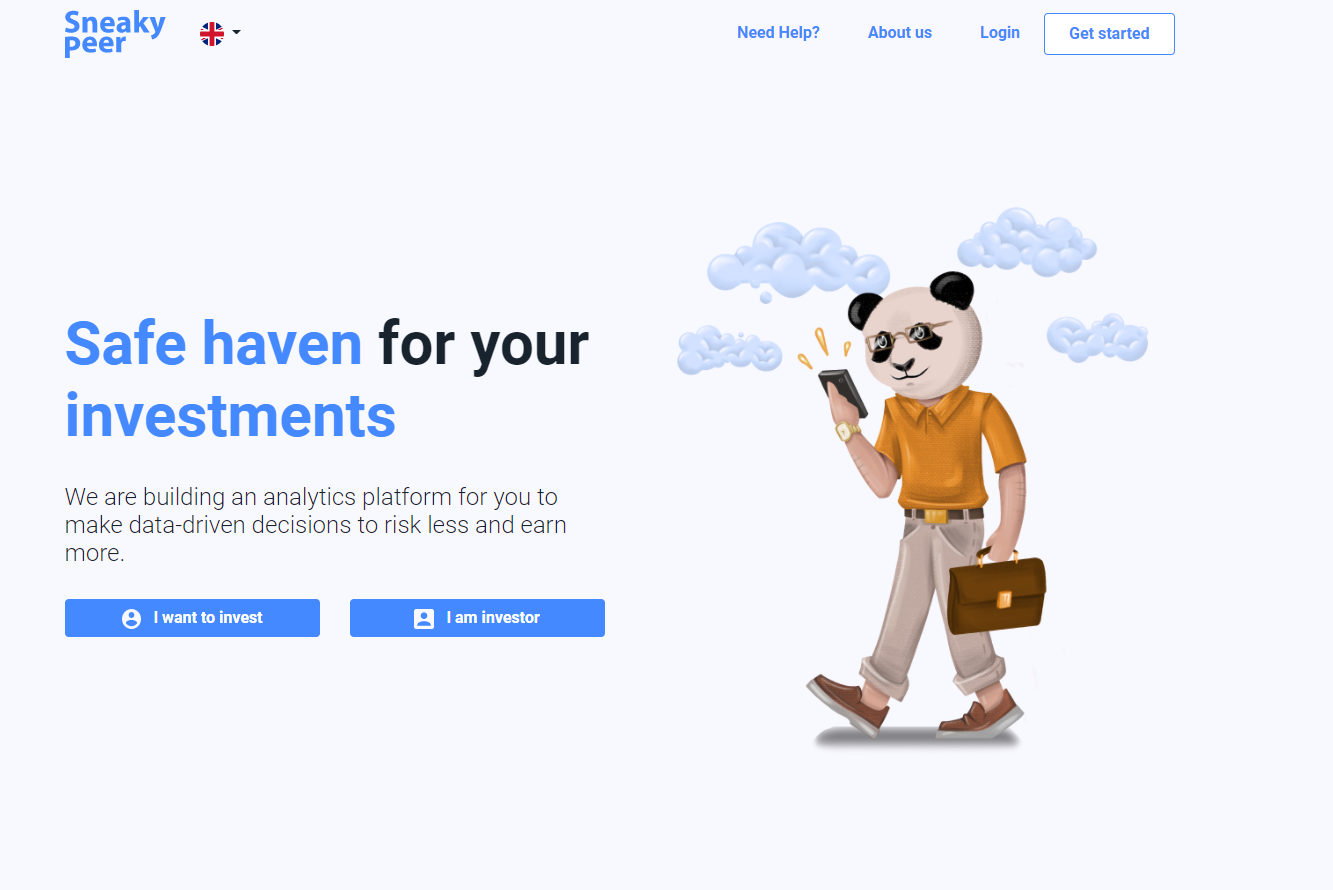 Sneaky
peer
Need Help?
About us
Login
Get started
Safe haven for your
investments
We are building an analytics platform for you to
make data-driven decisions to risk less and earn
more.
I want to invest
I am investor